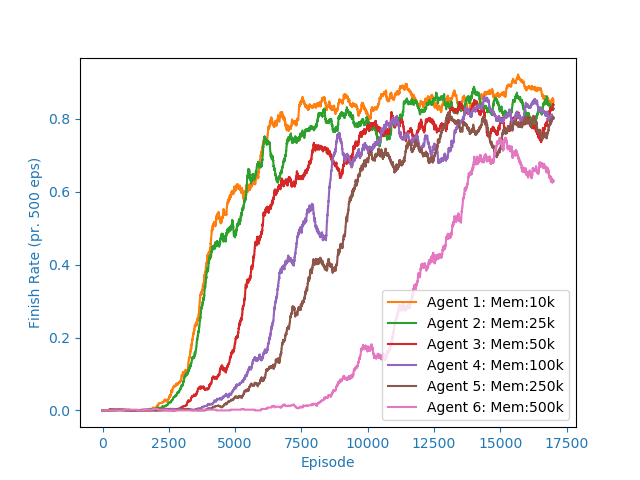 0.8
0.6
0.4
0.2
0.0
Finish Rate (pr. 500 eps)
Agent 1: Mem:10k
Agent 2: Mem:25k
Agent 3: Mem:50k
Agent 4: Mem:100k
Agent 5: Mem:250k
Agent 6: Mem:500k
0 2500 5000 7500 10000 12500 15000 17500
Episode